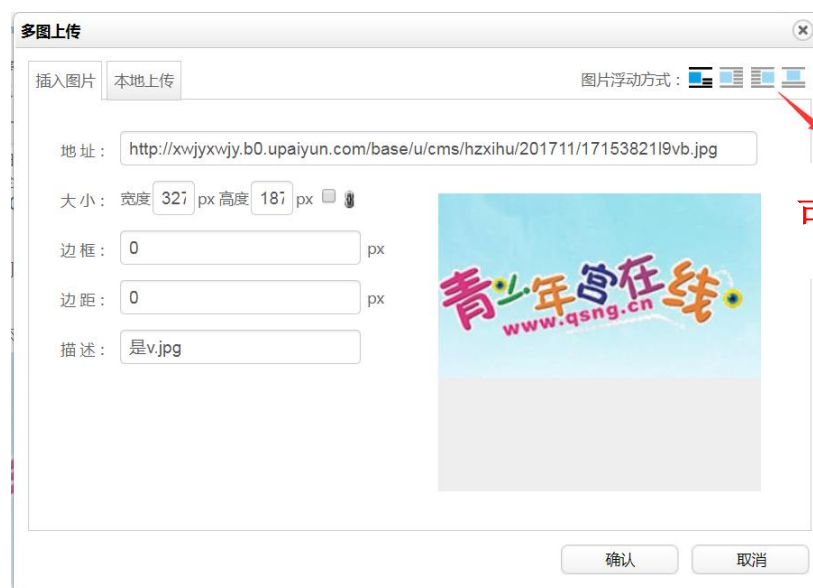 多图上传
插入图片 本地上传 图片浮动方式：
地址： http://xwjyxwjy.b0.upaiyun.com/base/u/cms/hzxihu/201711/17153821l9vb.jpg
大小： 宽度 327 px 高度 187 px
边框： 0 px
边距： 0 px
描述： 是v.jpg
青少年宫在线
www.qsng.cn
确认 取消